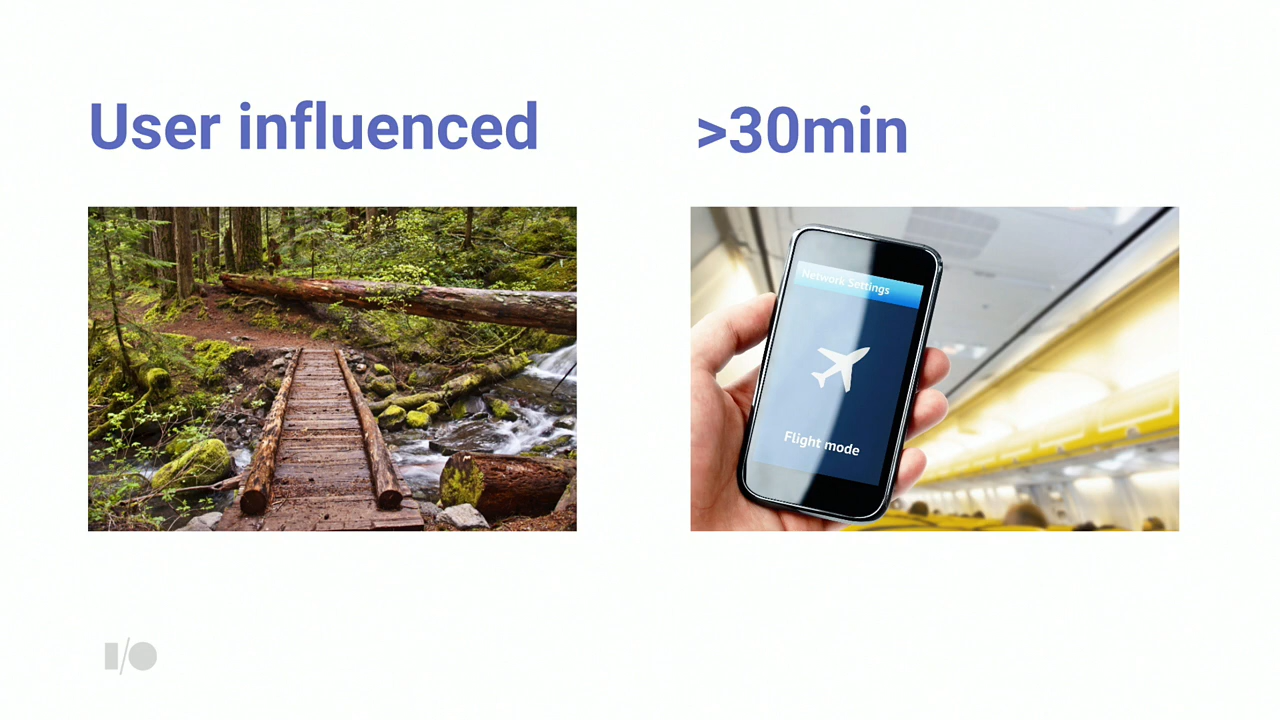 User influenced
>30min
Network Settings
Flight mode
I/O